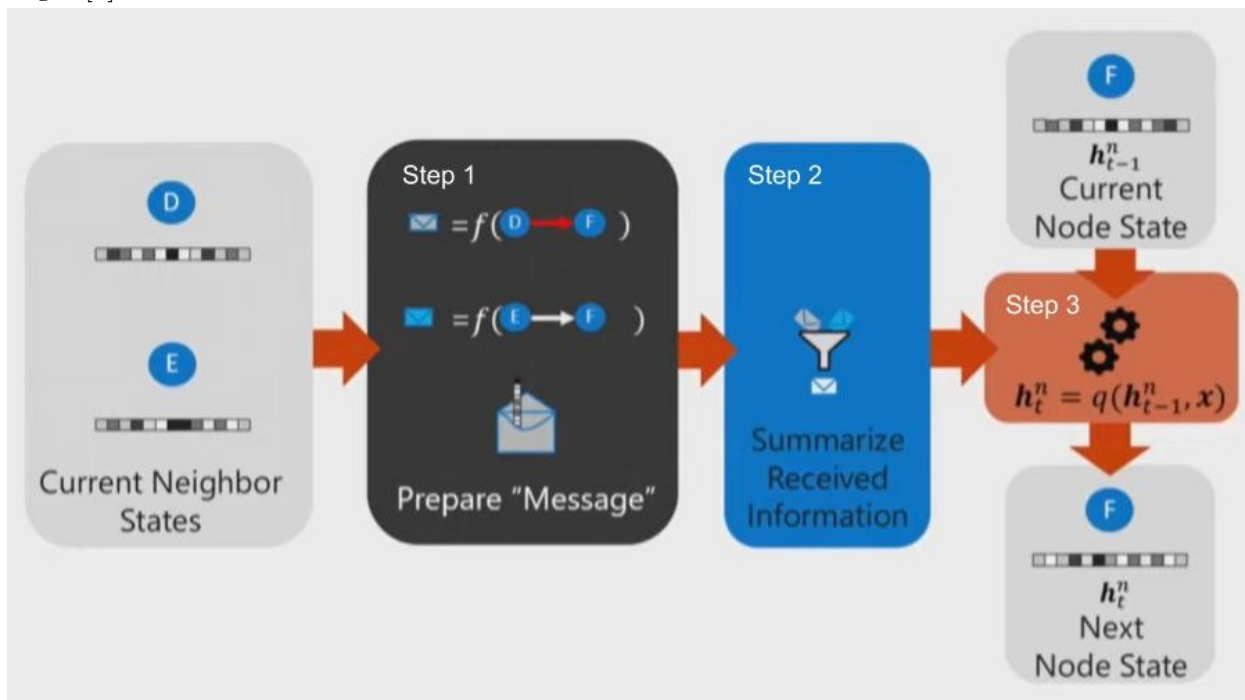 D
E
Current Neighbor
States
Step 1
= f( D → F )
= f( E → F )
Prepare "Message"
Step 2
Summarize
Received
Information
F
h^n_{t-1}
Current
Node State
Step 3
h^n_t = q(h^n_{t-1}, x)
F
h^n_t
Next
Node State